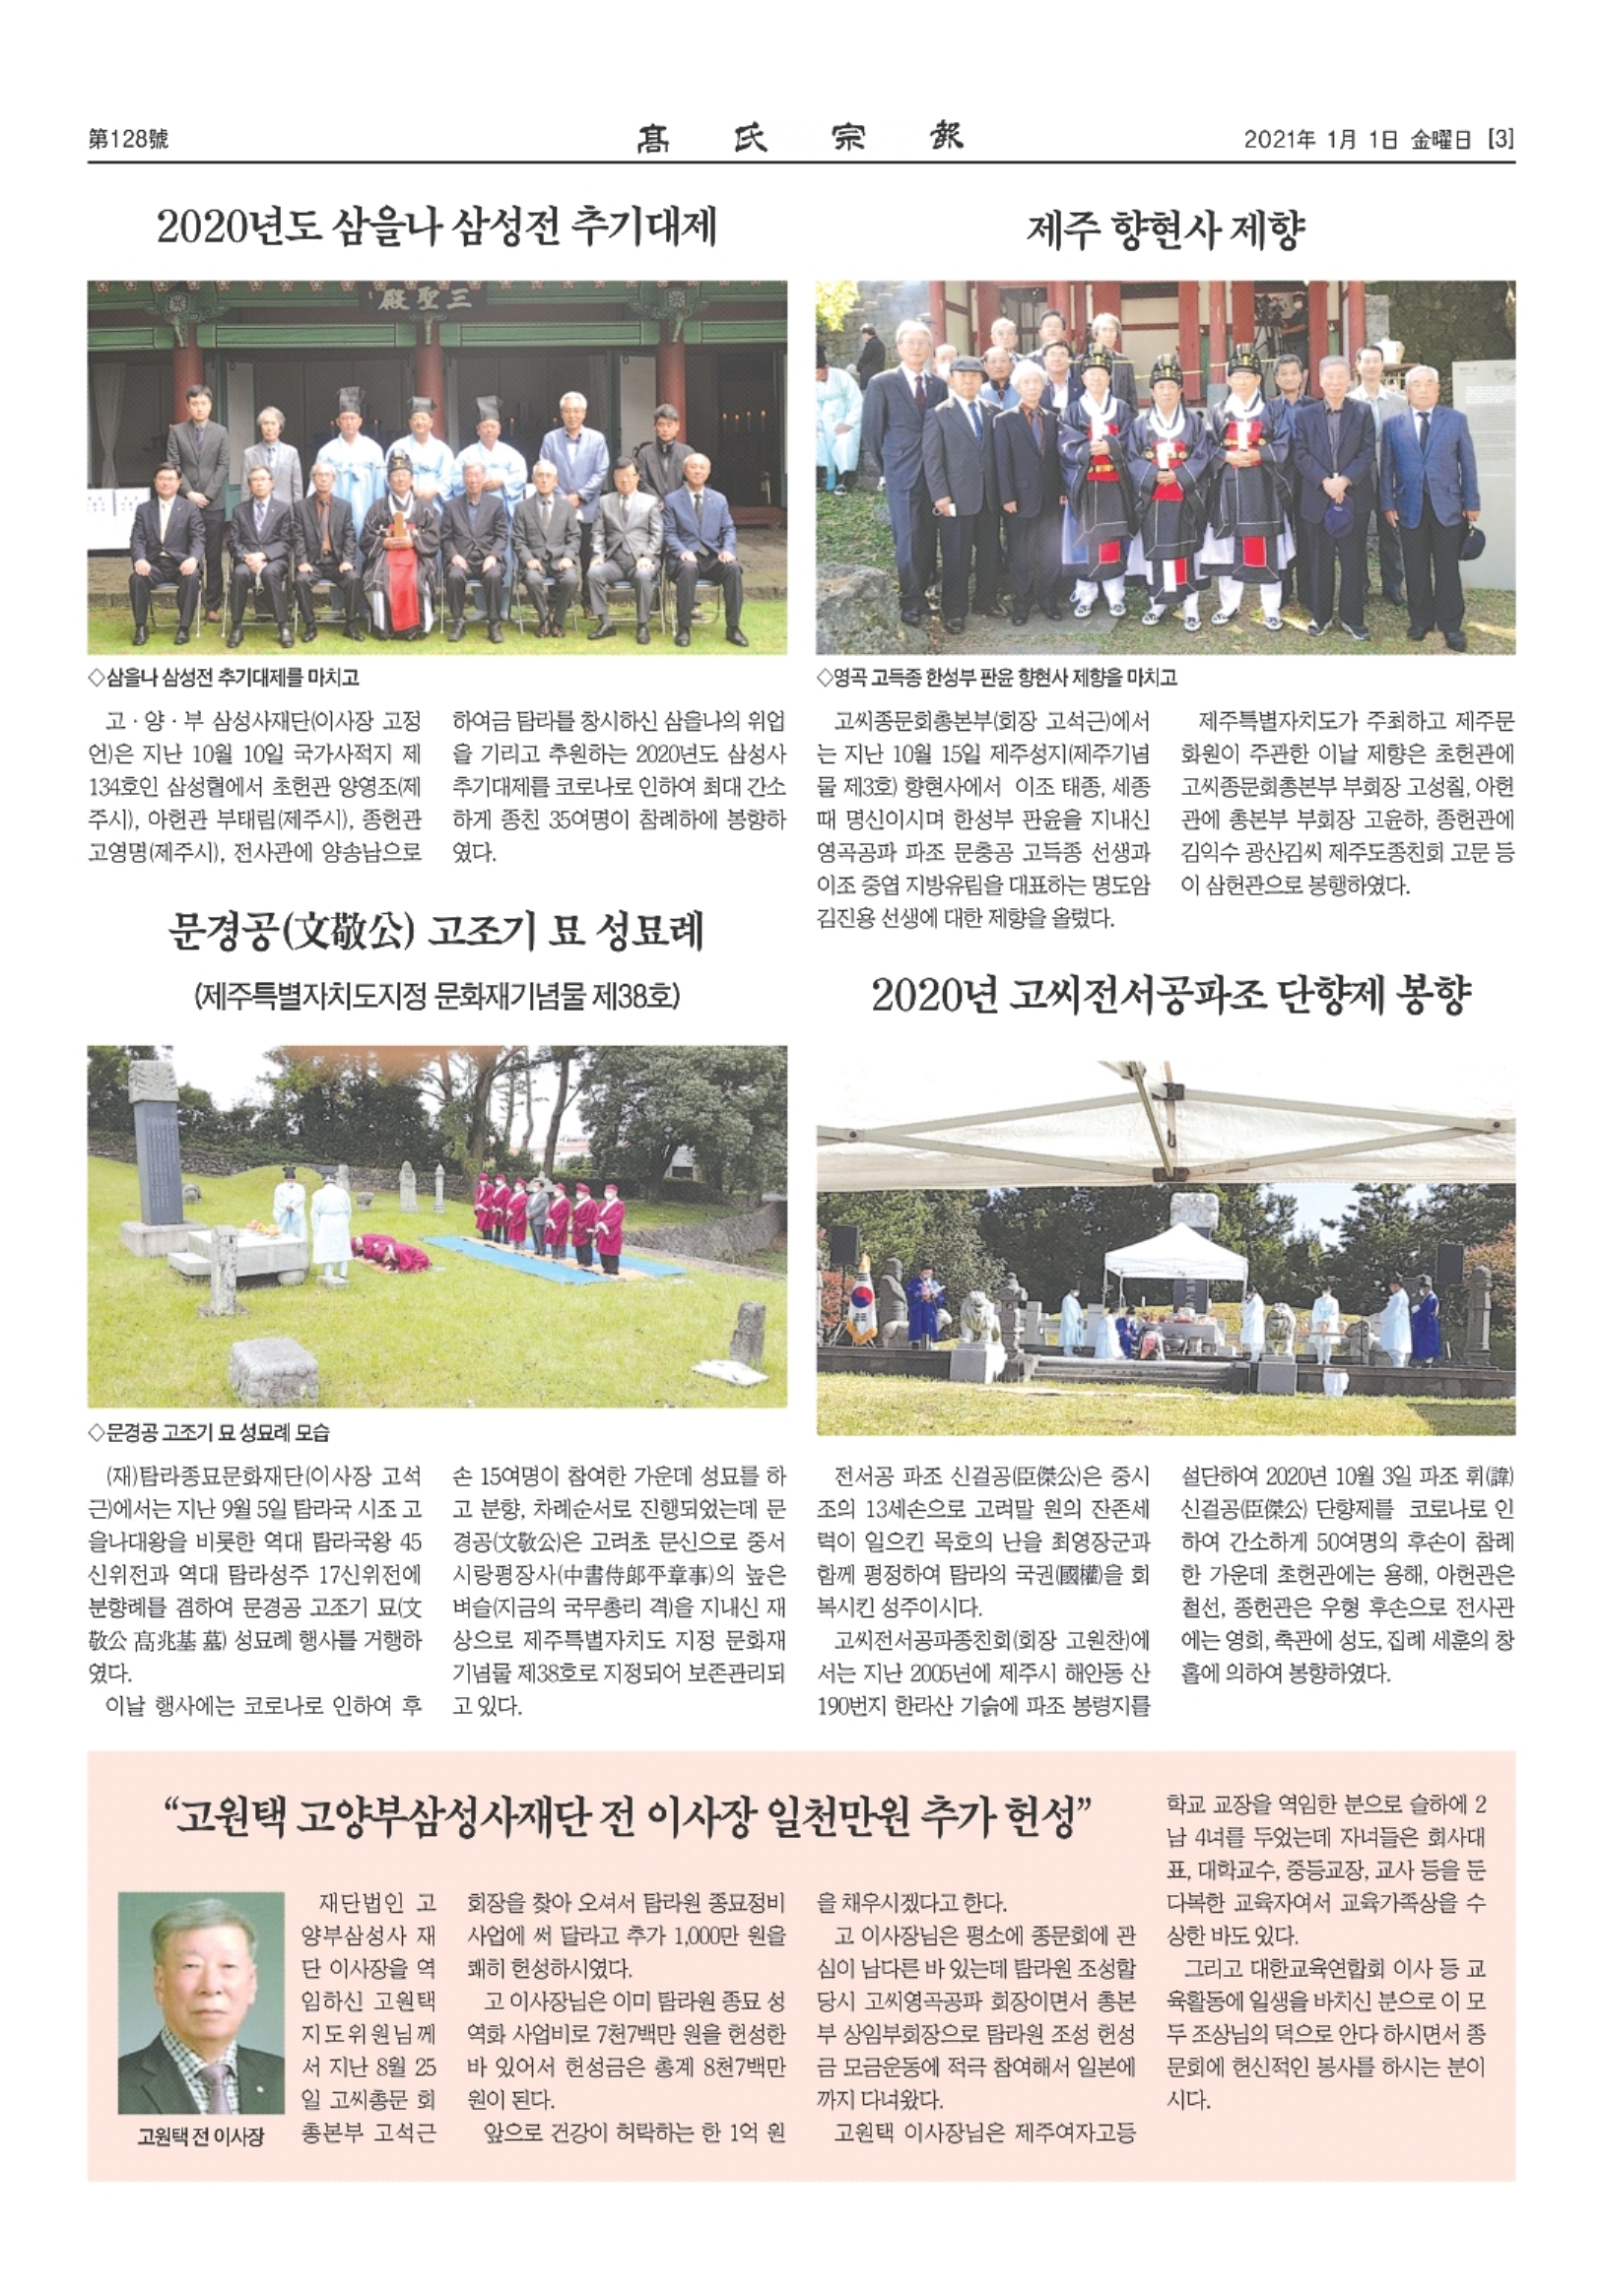 第128號
髙氏宗報
2021年 1月 1日 金曜日 [3]
2020년도 삼을나 삼성전 추기대제
三聖殿
◇삼을나 삼성전 추기대제를 마치고
고·양·부 삼성사재단(이사장 고정
언)은 지난 10월 10일 국가사적지 제
134호인 삼성혈에서 초헌관 양영조(제
주시), 아헌관 부태림(제주시), 종헌관
고영명(제주시), 전사관에 양송남으로
하여금 탐라를 창시하신 삼을나의 위업
을 기리고 추원하는 2020년도 삼성사
추기대제를 코로나로 인하여 최대 간소
하게 종친 35여명이 참례하에 봉향하
였다.
제주 향현사 제향
◇영곡 고득종 한성부 판윤 향현사 제향을 마치고
고씨종문회총본부(회장 고석근)에서
는 지난 10월 15일 제주성지(제주기념
물 제3호) 향현사에서 이조 태종, 세종
때 명신이시며 한성부 판윤을 지내신
영곡공파 파조 문충공 고득종 선생과
이조 중엽 지방유림을 대표하는 명도암
김진용 선생에 대한 제향을 올렸다.
제주특별자치도가 주최하고 제주문
화원이 주관한 이날 제향은 초헌관에
고씨종문회총본부 부회장 고성칠, 아헌
관에 총본부 부회장 고윤하, 종헌관에
김익수 광산김씨 제주도종친회 고문 등
이 삼헌관으로 봉행하였다.
문경공(文敬公) 고조기 묘 성묘례
(제주특별자치도지정 문화재기념물 제38호)
◇문경공 고조기 묘 성묘례 모습
(재)탐라종묘문화재단(이사장 고석
근)에서는 지난 9월 5일 탐라국 시조 고
을나대왕을 비롯한 역대 탐라국왕 45
신위전과 역대 탐라성주 17신위전에
분향례를 겸하여 문경공 고조기 묘(文
敬公 高兆基 墓) 성묘례 행사를 거행하
였다.
이날 행사에는 코로나로 인하여 후
손 15여명이 참여한 가운데 성묘를 하
고 분향, 차례순서로 진행되었는데 문
경공(文敬公)은 고려초 문신으로 중서
시랑평장사(中書侍郎平章事)의 높은
벼슬(지금의 국무총리 격)을 지내신 재
상으로 제주특별자치도 지정 문화재
기념물 제38호로 지정되어 보존관리되
고 있다.
2020년 고씨전서공파조 단향제 봉향
전서공 파조 신걸공(臣傑公)은 중시
조의 13세손으로 고려말 원의 잔존세
력이 일으킨 목호의 난을 최영장군과
함께 평정하여 탐라의 국권(國權)을 회
복시킨 성주이시다.
고씨전서공파종친회(회장 고원찬)에
서는 지난 2005년에 제주시 해안동 산
190번지 한라산 기슭에 파조 봉령지를
설단하여 2020년 10월 3일 파조 휘(諱)
신걸공(臣傑公) 단향제를 코로나로 인
하여 간소하게 50여명의 후손이 참례
한 가운데 초헌관에는 용해, 아헌관은
철선, 종헌관은 우형 후손으로 전사관
에는 영희, 축관에 성도, 집례 세훈의 창
홀에 의하여 봉향하였다.
“고원택 고양부삼성사재단 전 이사장 일천만원 추가 헌성”
고원택 전 이사장
재단법인 고
양부삼성사 재
단 이사장을 역
임하신 고원택
지도위원님께
서 지난 8월 25
일 고씨총문 회
총본부 고석근
회장을 찾아 오셔서 탐라원 종묘정비
사업에 써 달라고 추가 1,000만 원을
쾌히 헌성하시였다.
고 이사장님은 이미 탐라원 종묘 성
역화 사업비로 7천7백만 원을 헌성한
바 있어서 헌성금은 총계 8천7백만
원이 된다.
앞으로 건강이 허락하는 한 1억 원
을 채우시겠다고 한다.
고 이사장님은 평소에 종문회에 관
심이 남다른 바 있는데 탐라원 조성할
당시 고씨영곡공파 회장이면서 총본
부 상임부회장으로 탐라원 조성 헌성
금 모금운동에 적극 참여해서 일본에
까지 다녀왔다.
고원택 이사장님은 제주여자고등
학교 교장을 역임한 분으로 슬하에 2
남 4녀를 두었는데 자녀들은 회사대
표, 대학교수, 중등교장, 교사 등을 둔
다복한 교육자여서 교육가족상을 수
상한 바도 있다.
그리고 대한교육연합회 이사 등 교
육활동에 일생을 바치신 분으로 이 모
두 조상님의 덕으로 안다 하시면서 종
문회에 헌신적인 봉사를 하시는 분이
시다.